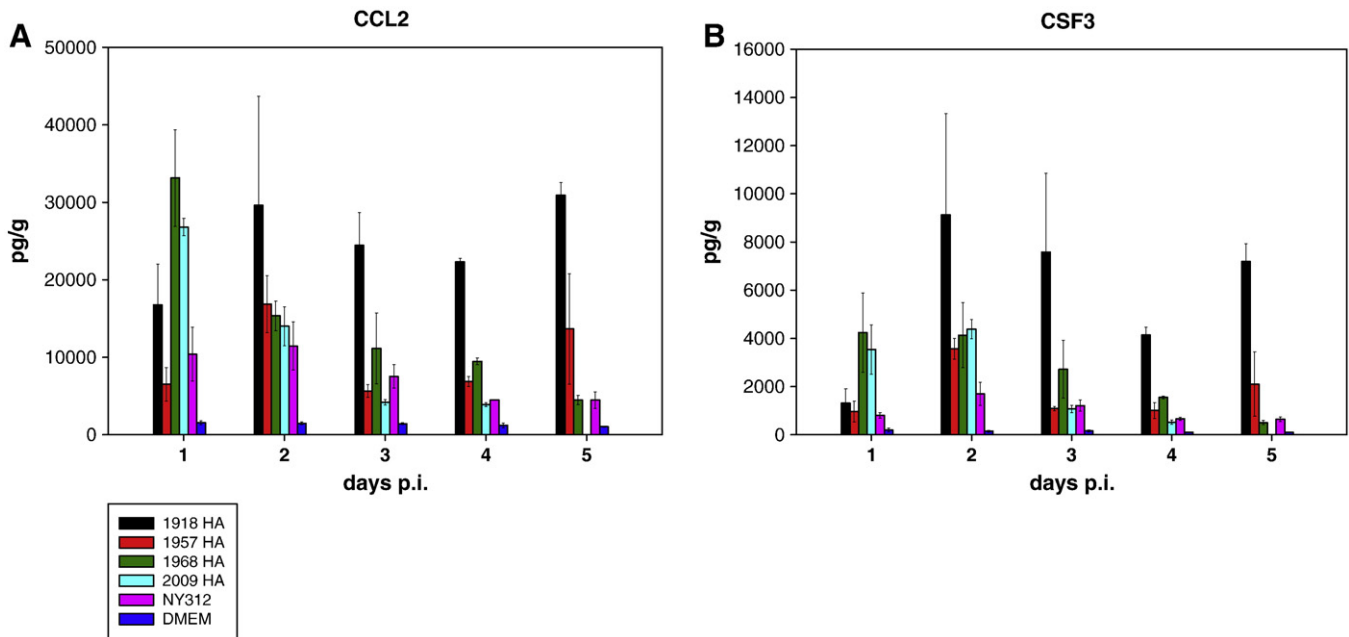 A
CCL2
50000
40000
30000
20000
10000
0
pg/g
1 2 3 4 5
days p.i.
B
CSF3
16000
14000
12000
10000
8000
6000
4000
2000
0
pg/g
1 2 3 4 5
days p.i.
1918 HA
1957 HA
1968 HA
2009 HA
NY312
DMEM